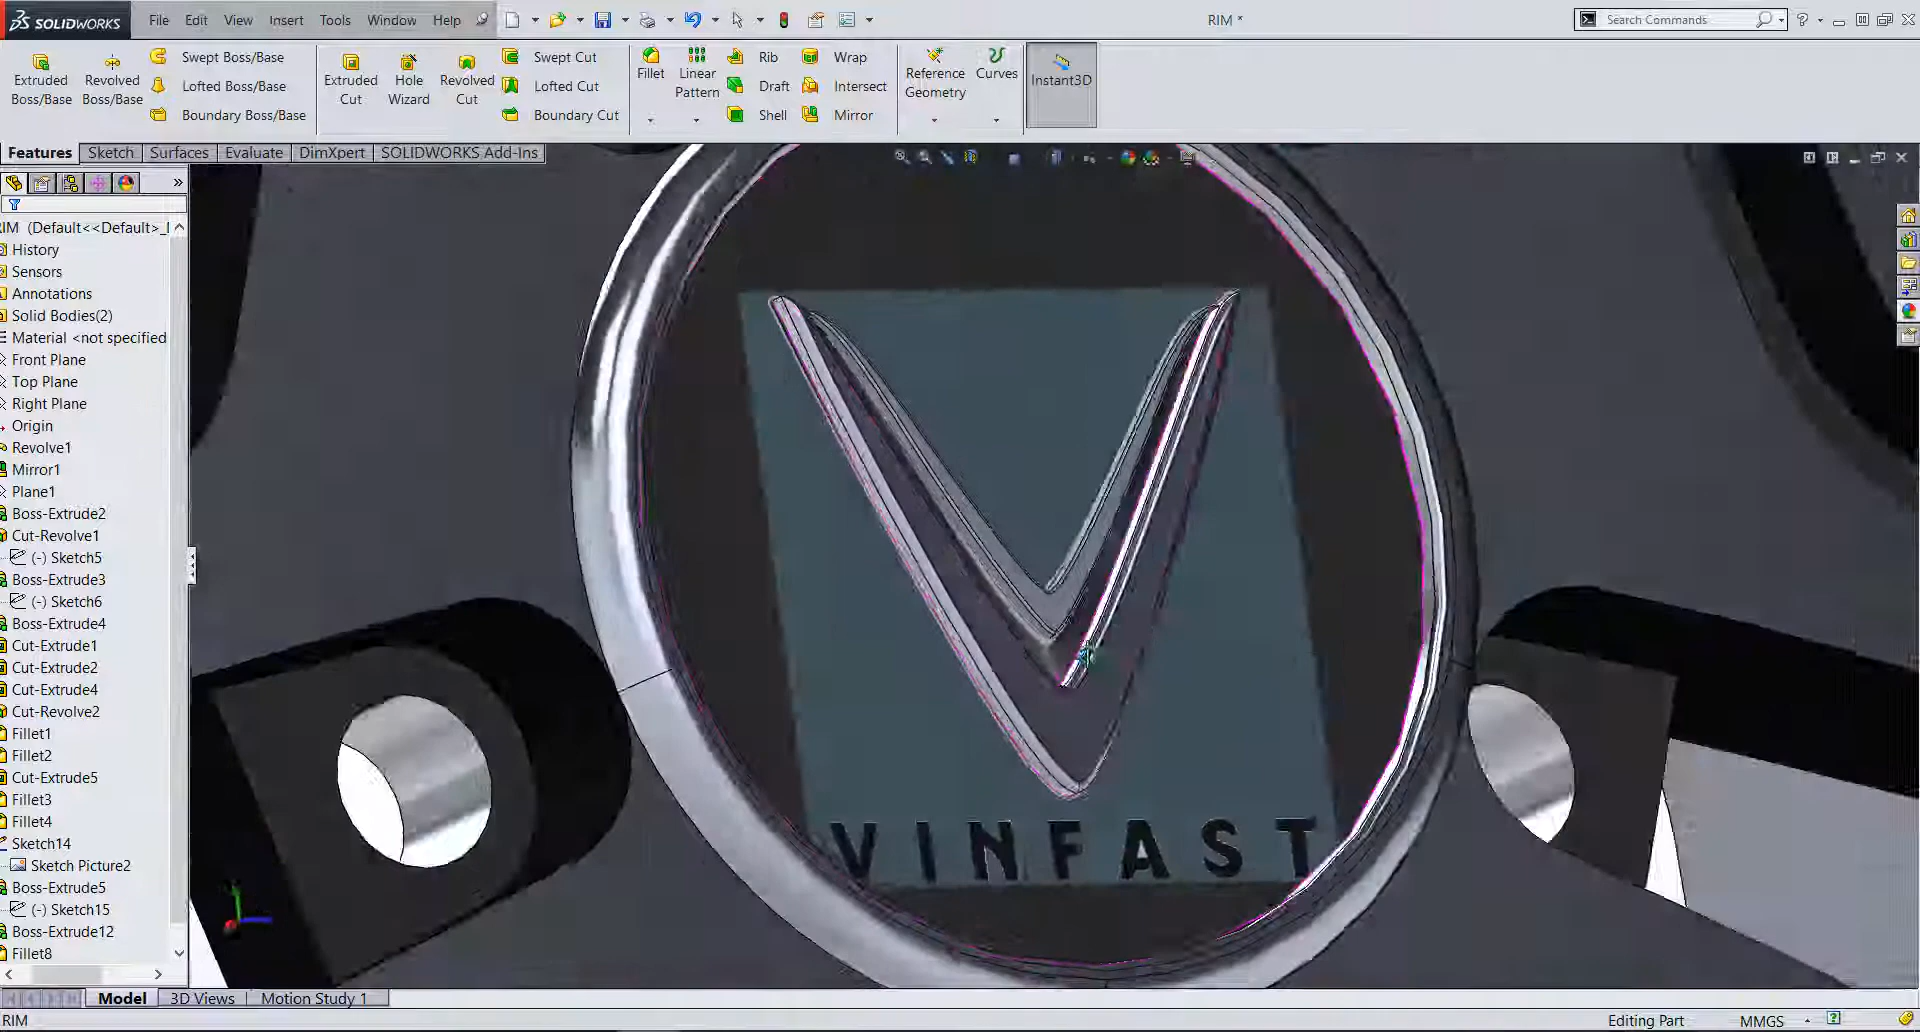 SOLIDWORKS File Edit View Insert Tools Window Help RIM * Search Commands
Extruded Boss/Base
Revolved Boss/Base
Swept Boss/Base
Lofted Boss/Base
Boundary Boss/Base
Extruded Cut
Hole Wizard
Revolved Cut
Swept Cut
Lofted Cut
Boundary Cut
Fillet
Linear Pattern
Rib
Draft
Shell
Wrap
Intersect
Mirror
Reference Geometry
Curves
Instant3D
Features Sketch Surfaces Evaluate DimXpert SOLIDWORKS Add-Ins
RIM (Default<<Default>_
History
Sensors
Annotations
Solid Bodies(2)
Material <not specified
Front Plane
Top Plane
Right Plane
Origin
Revolve1
Mirror1
Plane1
Boss-Extrude2
Cut-Revolve1
(-) Sketch5
Boss-Extrude3
(-) Sketch6
Boss-Extrude4
Cut-Extrude1
Cut-Extrude2
Cut-Extrude4
Cut-Revolve2
Fillet1
Fillet2
Cut-Extrude5
Fillet3
Fillet4
Sketch14
Sketch Picture2
Boss-Extrude5
(-) Sketch15
Boss-Extrude12
Fillet8
VINFAST
Model 3D Views Motion Study 1
RIM Editing Part MMGS